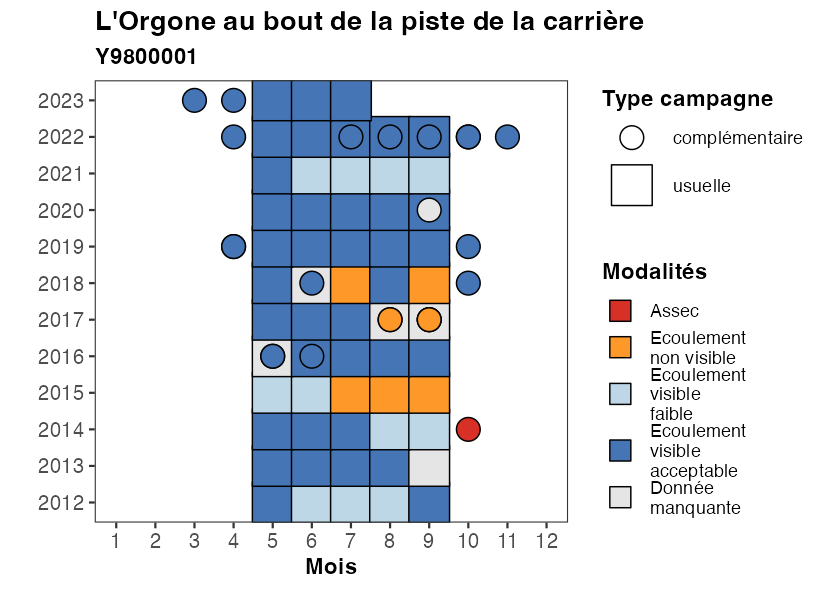 L'Orgone au bout de la piste de la carrière
Y9800001
2023
2022
2021
2020
2019
2018
2017
2016
2015
2014
2013
2012
1 2 3 4 5 6 7 8 9 10 11 12
Mois
Type campagne
complémentaire
usuelle
Modalités
Assec
Ecoulement
non visible
Ecoulement
visible
faible
Ecoulement
visible
acceptable
Donnée
manquante